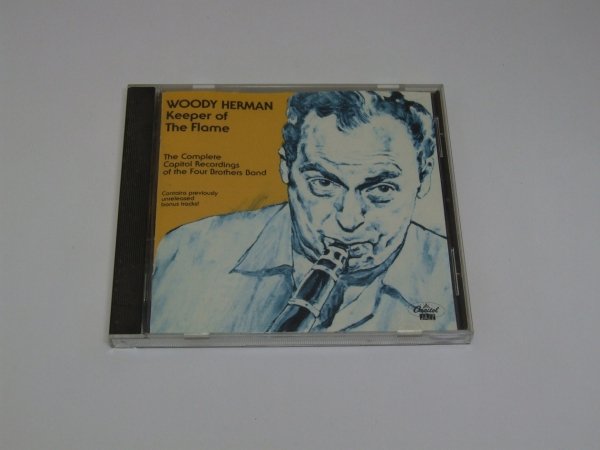 WOODY HERMAN
Keeper of
The Flame
The Complete
Capitol Recordings
of the Four Brothers Band
Contains previously
unreleased
bonus tracks!
Capitol
JAZZ